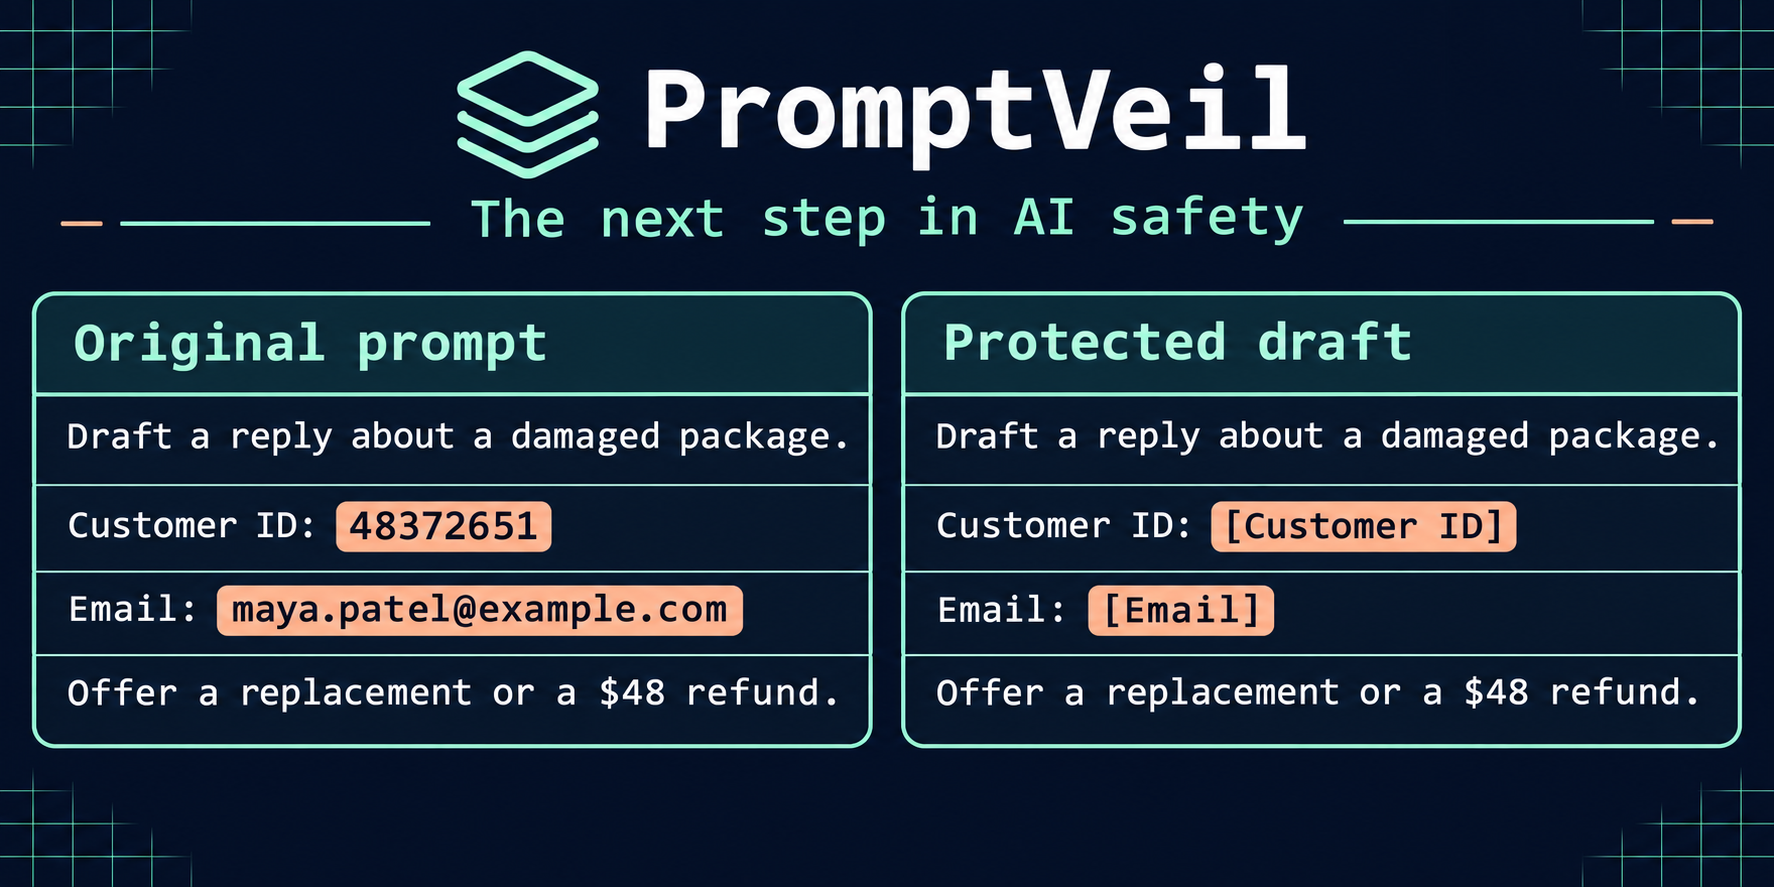 PromptVeil
The next step in AI safety
Original prompt
Draft a reply about a damaged package.
Customer ID: 48372651
Email: maya.patel@example.com
Offer a replacement or a $48 refund.
Protected draft
Draft a reply about a damaged package.
Customer ID: [Customer ID]
Email: [Email]
Offer a replacement or a $48 refund.